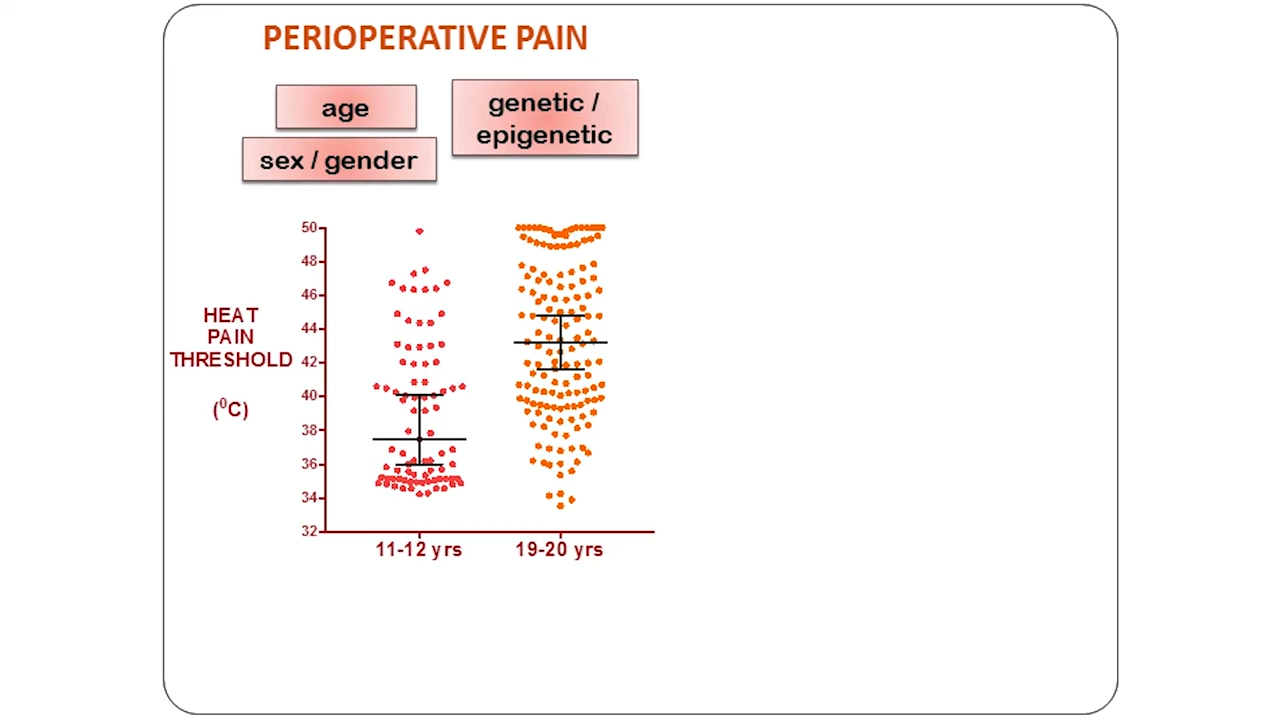 PERIOPERATIVE PAIN
age
genetic /
epigenetic
sex / gender
50
48
46
44
42
40
38
36
34
32
HEAT
PAIN
THRESHOLD
(⁰C)
11-12 yrs
19-20 yrs